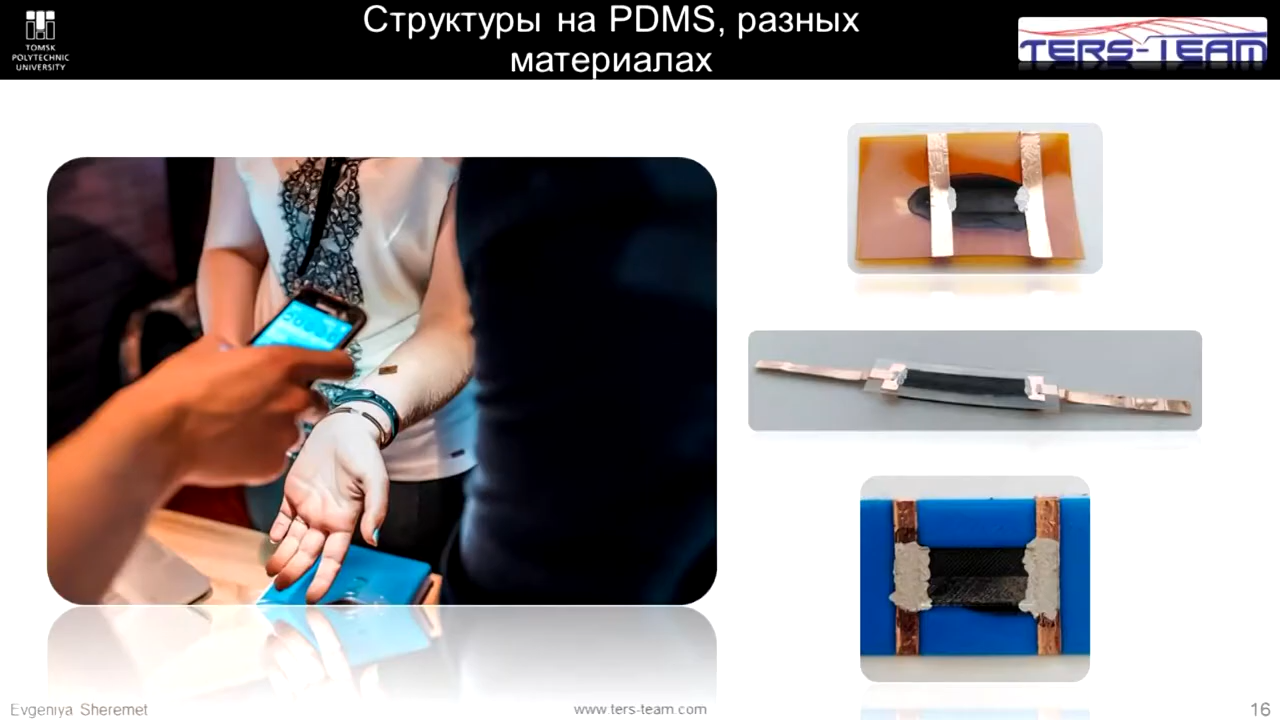 TOMSK
POLYTECHNIC
UNIVERSITY
Структуры на PDMS, разных
материалах
TERS-TEAM
Evgeniya Sheremet
www.ters-team.com
16